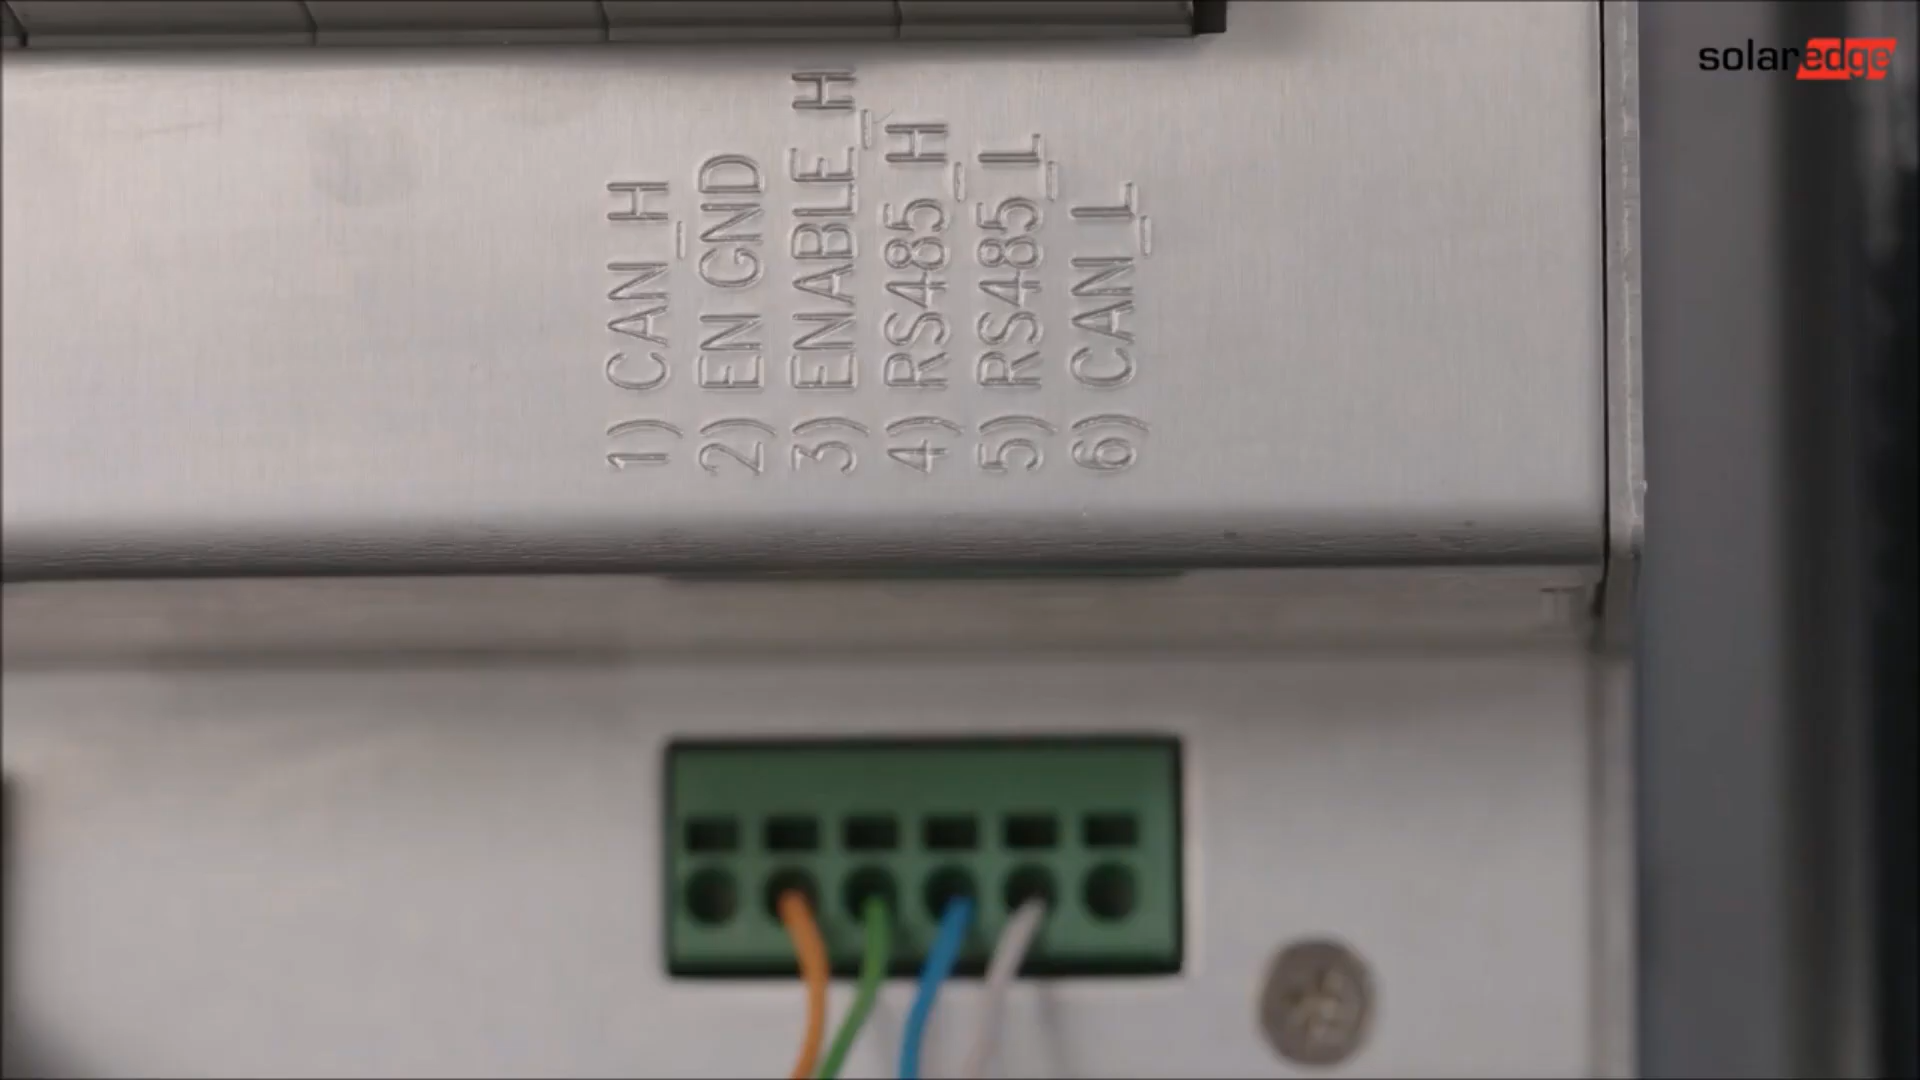 solaredge
1) CAN_H
2) EN GND
3) ENABLE_H
4) RS485_H
5) RS485_L
6) CAN_L